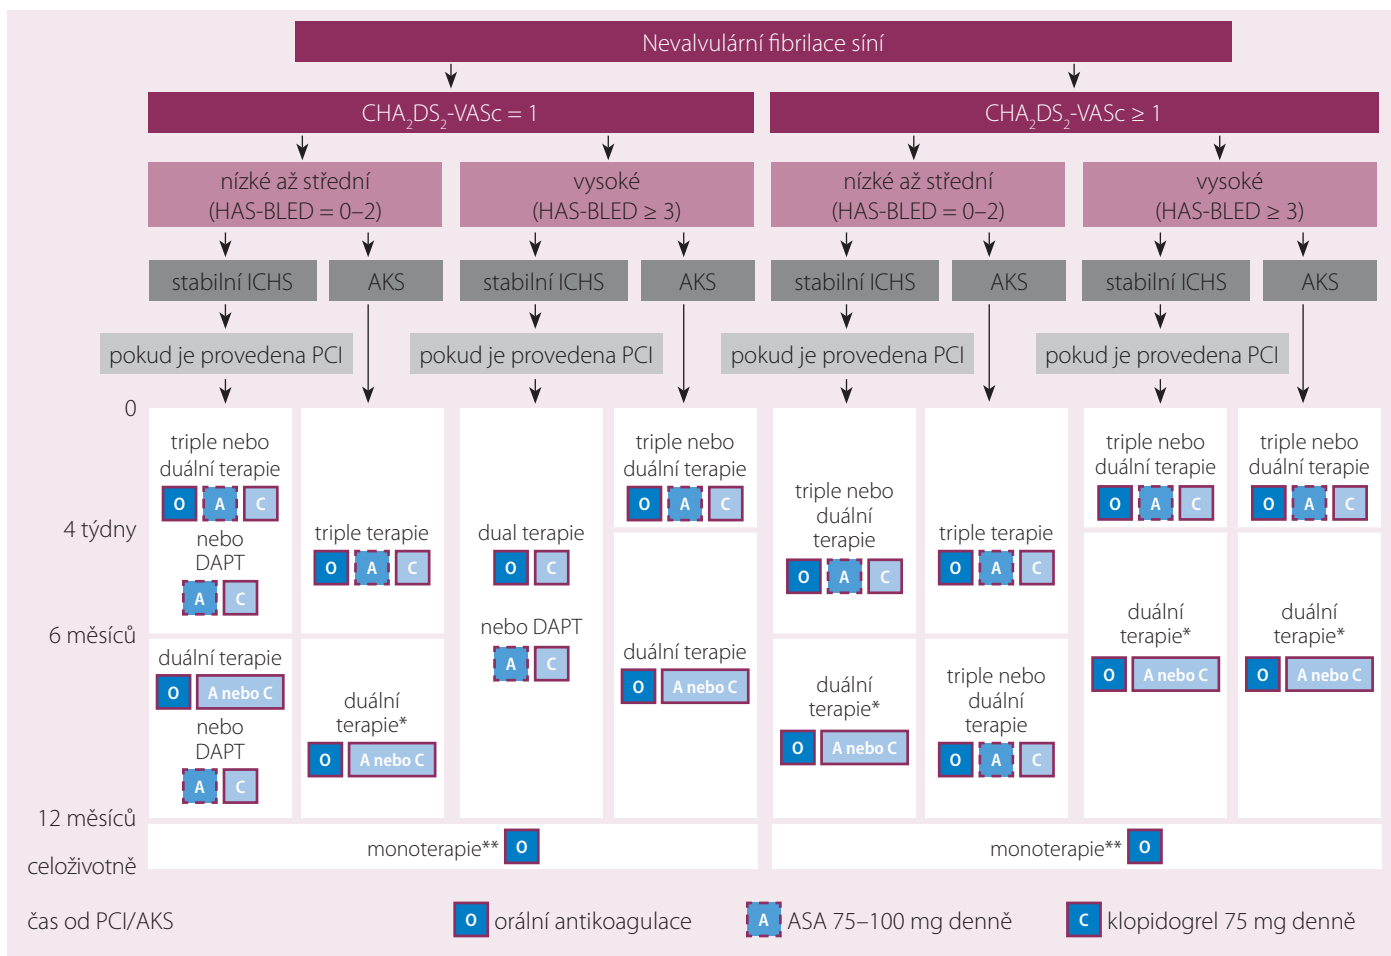 Nevalvulární fibrilace síní
CHA₂DS₂-VASc = 1
CHA₂DS₂-VASc ≥ 1
nízké až střední
(HAS-BLED = 0–2)
vysoké
(HAS-BLED ≥ 3)
nízké až střední
(HAS-BLED = 0–2)
vysoké
(HAS-BLED ≥ 3)
stabilní ICHS
AKS
stabilní ICHS
AKS
stabilní ICHS
AKS
stabilní ICHS
AKS
pokud je provedena PCI
pokud je provedena PCI
pokud je provedena PCI
pokud je provedena PCI
0
4 týdny
6 měsíců
12 měsíců
celoživotně
triple nebo
duální terapie
O A C
nebo
DAPT
A C
duální terapie
O A nebo C
nebo
DAPT
A C
triple terapie
O A C
duální
terapie*
O A nebo C
dual terapie
O C
nebo DAPT
A C
triple nebo
duální terapie
O A C
duální terapie
O A nebo C
triple nebo
duální
terapie
O A C
duální
terapie*
O A nebo C
triple terapie
O A C
triple nebo
duální
terapie
O A C
triple nebo
duální terapie
O A C
duální
terapie*
O A nebo C
triple nebo
duální terapie
O A C
duální
terapie*
O A nebo C
monoterapie** O
monoterapie** O
čas od PCI/AKS
O orální antikoagulace
A ASA 75–100 mg denně
C klopidogrel 75 mg denně